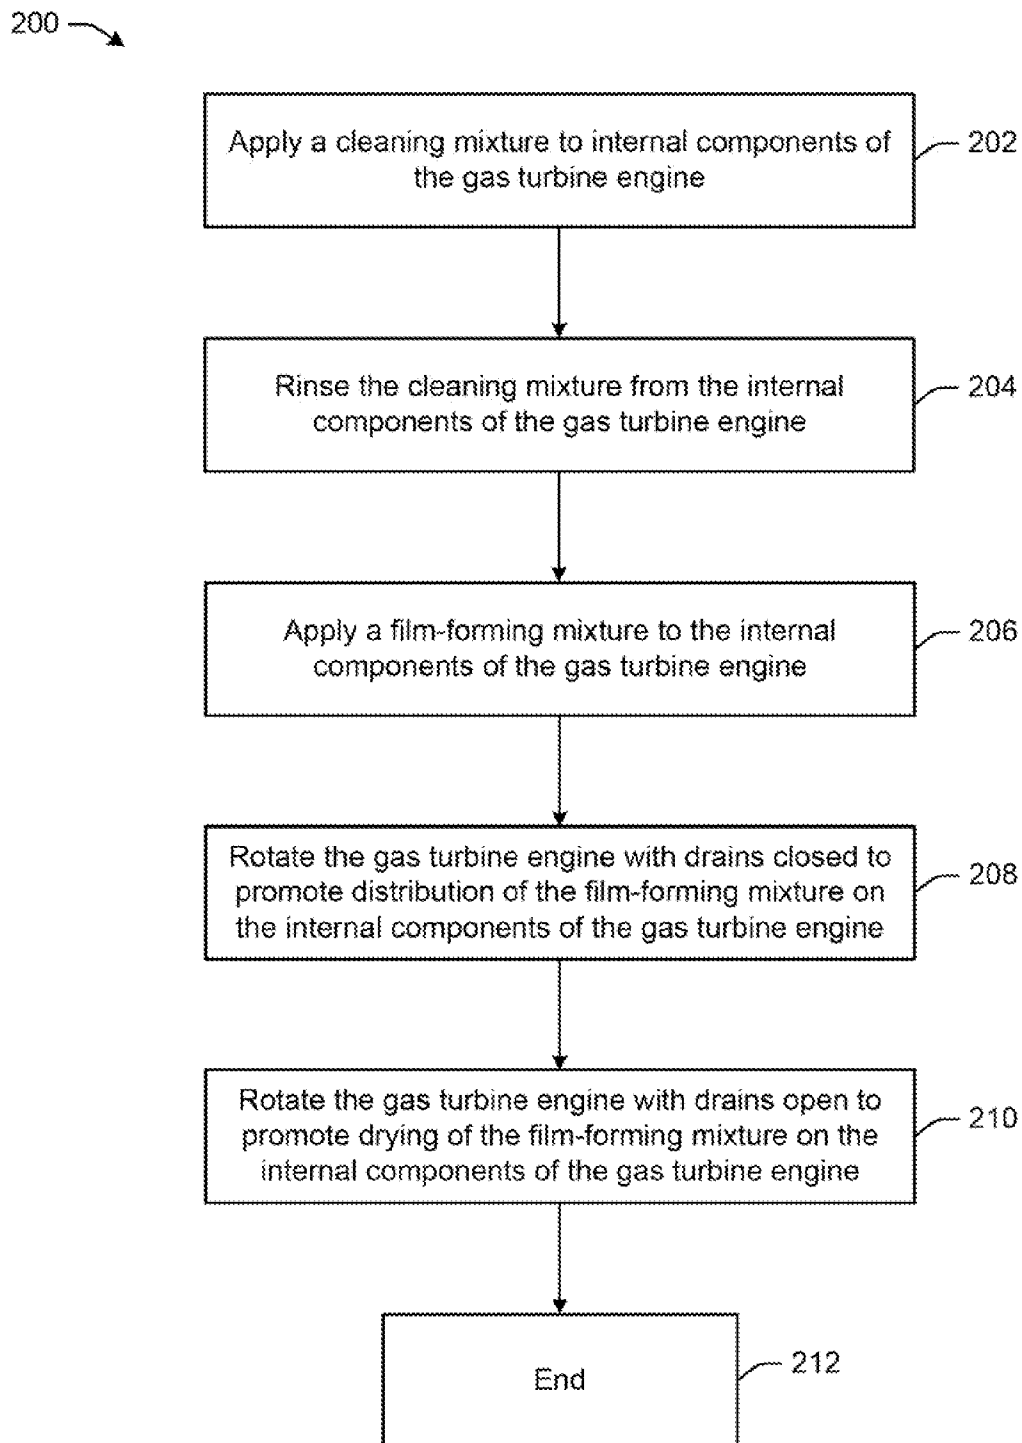 200
Apply a cleaning mixture to internal components of
the gas turbine engine
202
Rinse the cleaning mixture from the internal
components of the gas turbine engine
204
Apply a film-forming mixture to the internal
components of the gas turbine engine
206
Rotate the gas turbine engine with drains closed to
promote distribution of the film-forming mixture on
the internal components of the gas turbine engine
208
Rotate the gas turbine engine with drains open to
promote drying of the film-forming mixture on the
internal components of the gas turbine engine
210
End
212